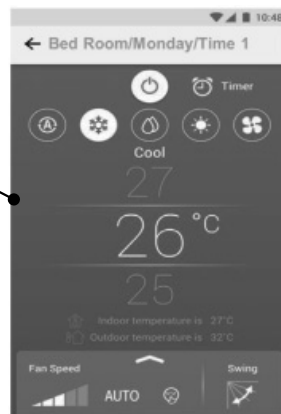 10:48
← Bed Room/Monday/Time 1
Timer
A
Cool
27
26°C
25
Indoor temperature is 27°C
Outdoor temperature is 32°C
Fan Speed
Swing
AUTO